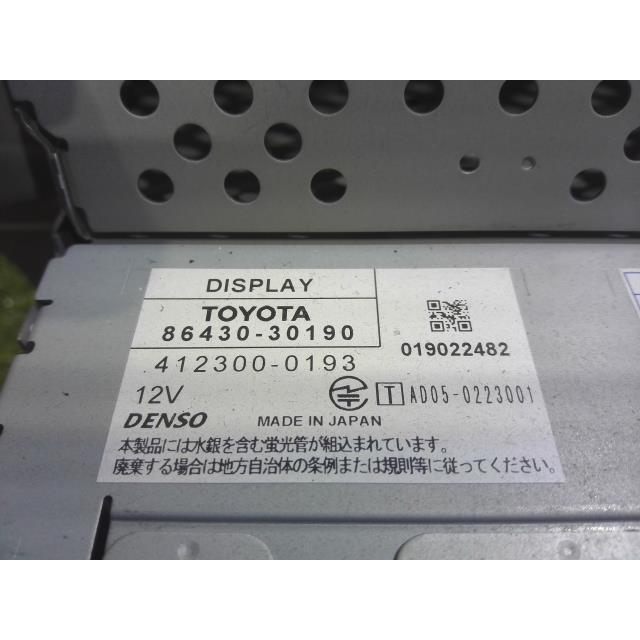 DISPLAY
TOYOTA
86430-30190
412300-0193
019022482
12V
T AD05-0223001
DENSO
MADE IN JAPAN
本製品には水銀を含む蛍光管が組込まれています。
廃棄する場合は地方自治体の条例または規則等に従ってください。